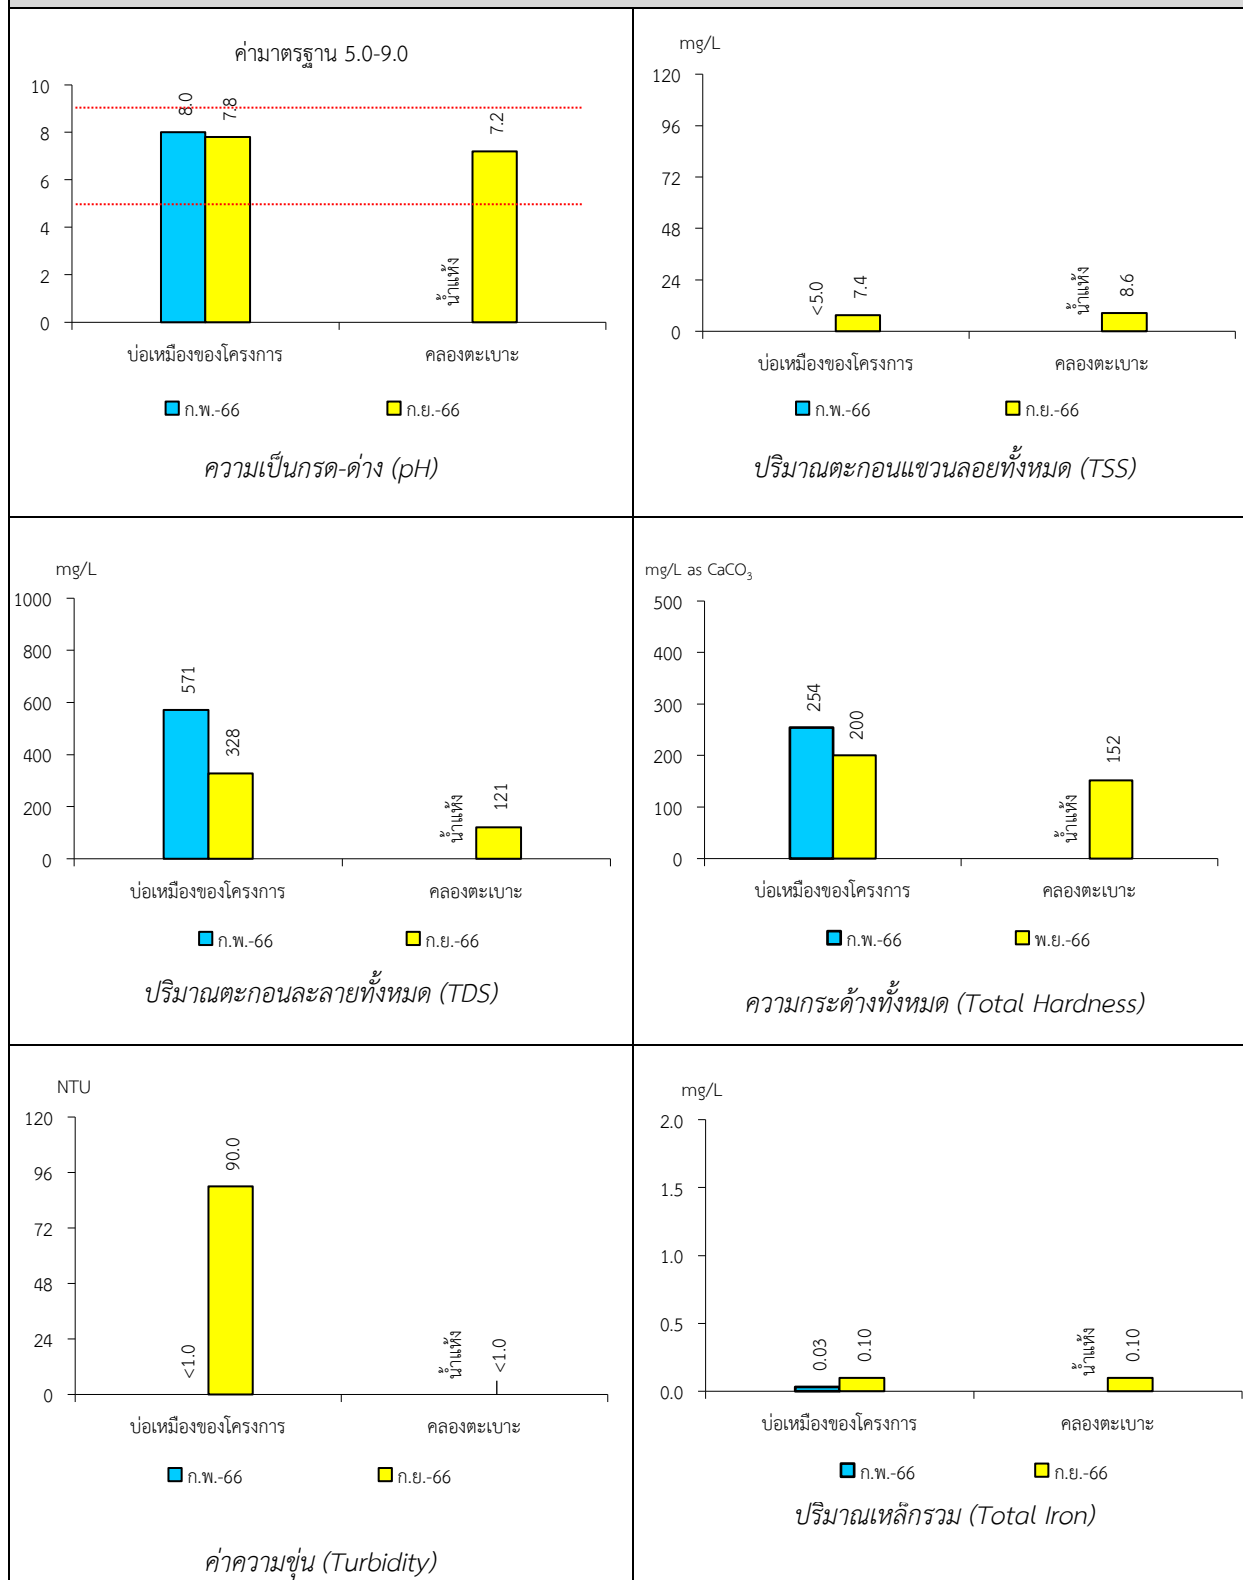 ค่ามาตรฐาน 5.0-9.0
10
8
6
4
2
0
8.0
7.8
น้ำแห้ง
7.2
บ่อเหมืองของโครงการ
คลองตะเบาะ
ก.พ.-66
ก.ย.-66
ความเป็นกรด-ด่าง (pH)
mg/L
120
96
72
48
24
0
<5.0
7.4
น้ำแห้ง
8.6
บ่อเหมืองของโครงการ
คลองตะเบาะ
ก.พ.-66
ก.ย.-66
ปริมาณตะกอนแขวนลอยทั้งหมด (TSS)
mg/L
1000
800
600
400
200
0
571
328
น้ำแห้ง
121
บ่อเหมืองของโครงการ
คลองตะเบาะ
ก.พ.-66
ก.ย.-66
ปริมาณตะกอนละลายทั้งหมด (TDS)
mg/L as CaCO₃
500
400
300
200
100
0
254
200
น้ำแห้ง
152
บ่อเหมืองของโครงการ
คลองตะเบาะ
ก.พ.-66
พ.ย.-66
ความกระด้างทั้งหมด (Total Hardness)
NTU
120
96
72
48
24
0
<1.0
90.0
น้ำแห้ง
<1.0
บ่อเหมืองของโครงการ
คลองตะเบาะ
ก.พ.-66
ก.ย.-66
ค่าความขุ่น (Turbidity)
mg/L
2.0
1.5
1.0
0.5
0.0
0.03
0.10
น้ำแห้ง
0.10
บ่อเหมืองของโครงการ
คลองตะเบาะ
ก.พ.-66
ก.ย.-66
ปริมาณเหล็กรวม (Total Iron)